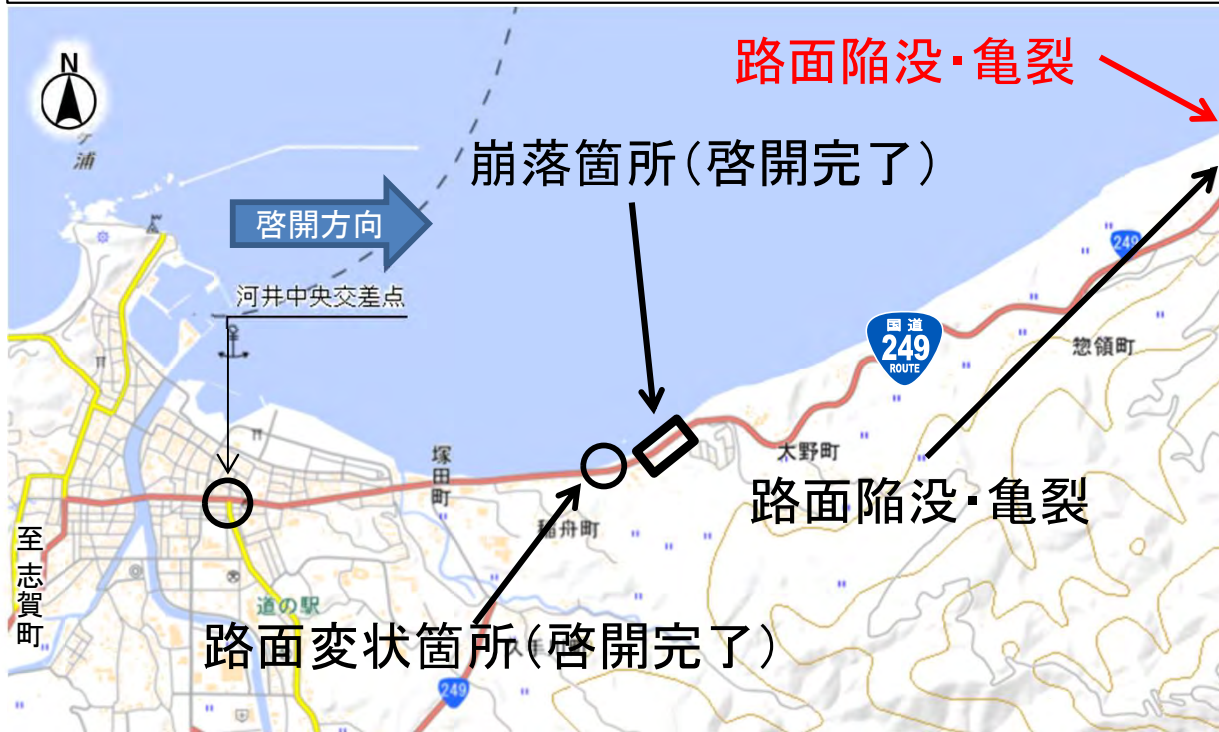 N
ケ
浦
路面陥没・亀裂
崩落箇所(啓開完了)
啓開方向
河井中央交差点
249
国道
249
ROUTE
惣領町
塚田町
大野町
稲舟町
路面陥没・亀裂
至 志賀町
道の駅
路面変状箇所(啓開完了)
249